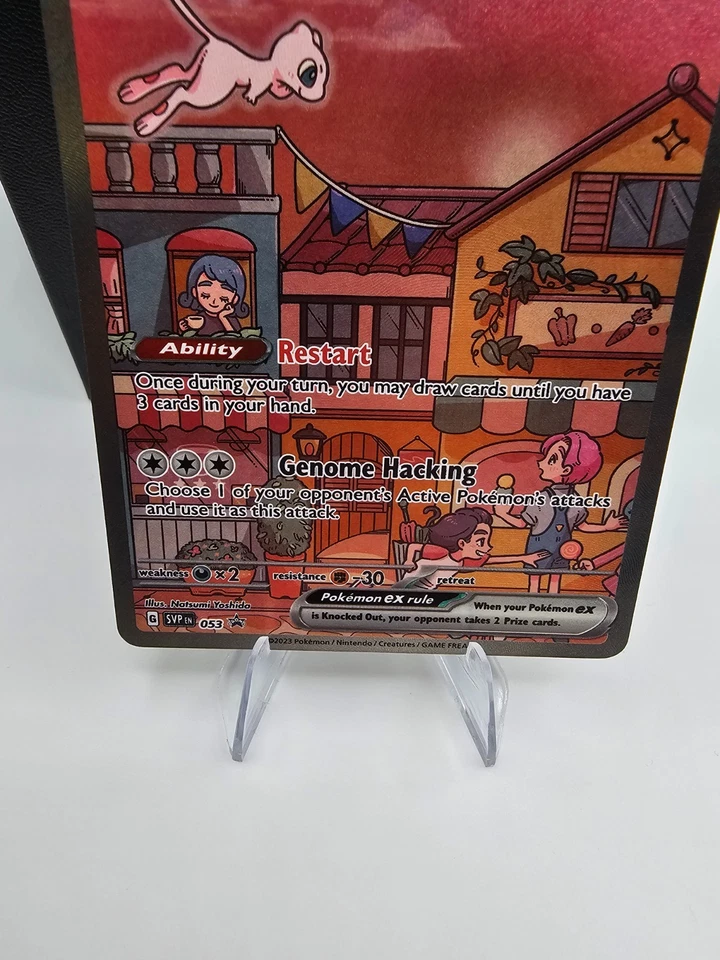 Ability Restart
Once during your turn, you may draw cards until you have
3 cards in your hand.
Genome Hacking
Choose 1 of your opponent's Active Pokémon's attacks
and use it as this attack.
weakness ×2 resistance -30 retreat
Pokémon ex rule When your Pokémon ex
is Knocked Out, your opponent takes 2 Prize cards.
Illus. Natsumi Yoshida
G SVP EN 053
©2023 Pokémon / Nintendo / Creatures / GAME FREAK